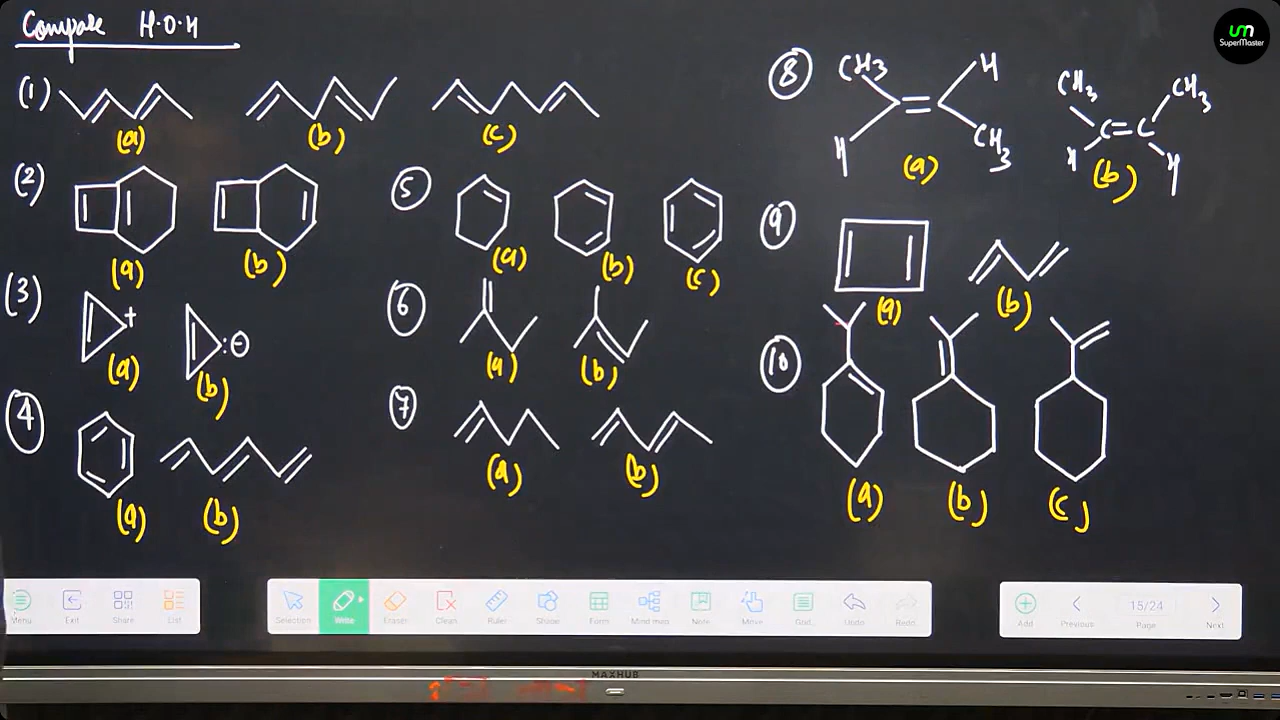 Compare H.O.H
um
SuperMaster
(1)
(a)
(b)
(c)
(2)
(a)
(b)
(3)
+
(a)
:⊖
(b)
4
(a)
(b)
5
(a)
(b)
(c)
6
(a)
(b)
7
(a)
(b)
8
CH3
H
H
CH3
(a)
CH3
CH3
C=C
H
H
(b)
9
(a)
(b)
10
(a)
(b)
(c)
Menu Exit Share List
Selection Write Eraser Clean Ruler Shape Form Mind map Note Move Grid Undo Redo
15/24
Add Previous Page Next
MAXHUB